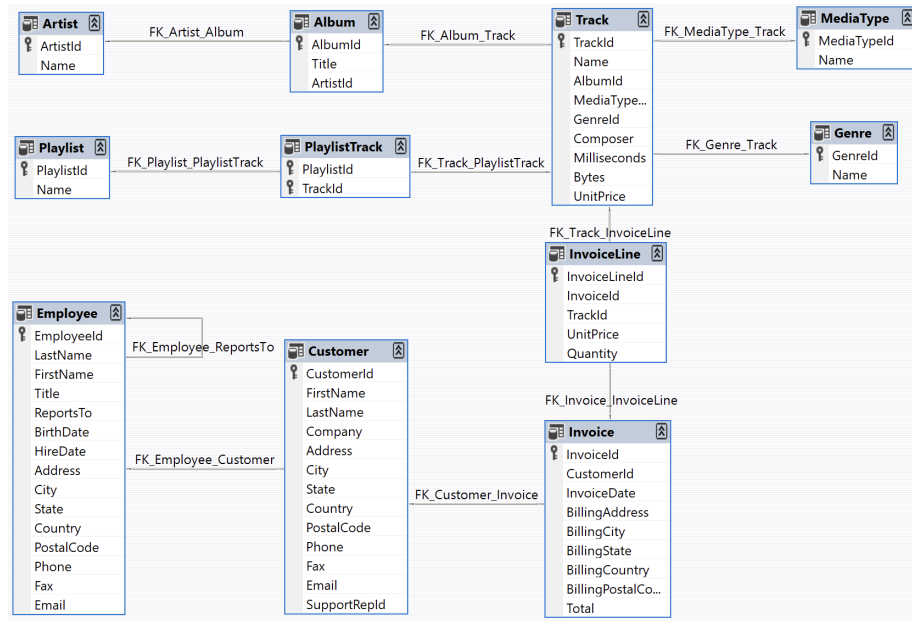 Artist
ArtistId
Name
FK_Artist_Album
Album
AlbumId
Title
ArtistId
FK_Album_Track
Track
TrackId
Name
AlbumId
MediaType...
GenreId
Composer
Milliseconds
Bytes
UnitPrice
FK_MediaType_Track
MediaType
MediaTypeId
Name
FK_Genre_Track
Genre
GenreId
Name
Playlist
PlaylistId
Name
FK_Playlist_PlaylistTrack
PlaylistTrack
PlaylistId
TrackId
FK_Track_PlaylistTrack
FK_Track_InvoiceLine
InvoiceLine
InvoiceLineId
InvoiceId
TrackId
UnitPrice
Quantity
FK_Invoice_InvoiceLine
Employee
EmployeeId
LastName
FirstName
Title
ReportsTo
BirthDate
HireDate
Address
City
State
Country
PostalCode
Phone
Fax
Email
FK_Employee_ReportsTo
FK_Employee_Customer
Customer
CustomerId
FirstName
LastName
Company
Address
City
State
Country
PostalCode
Phone
Fax
Email
SupportRepId
FK_Customer_Invoice
Invoice
InvoiceId
CustomerId
InvoiceDate
BillingAddress
BillingCity
BillingState
BillingCountry
BillingPostalCo...
Total